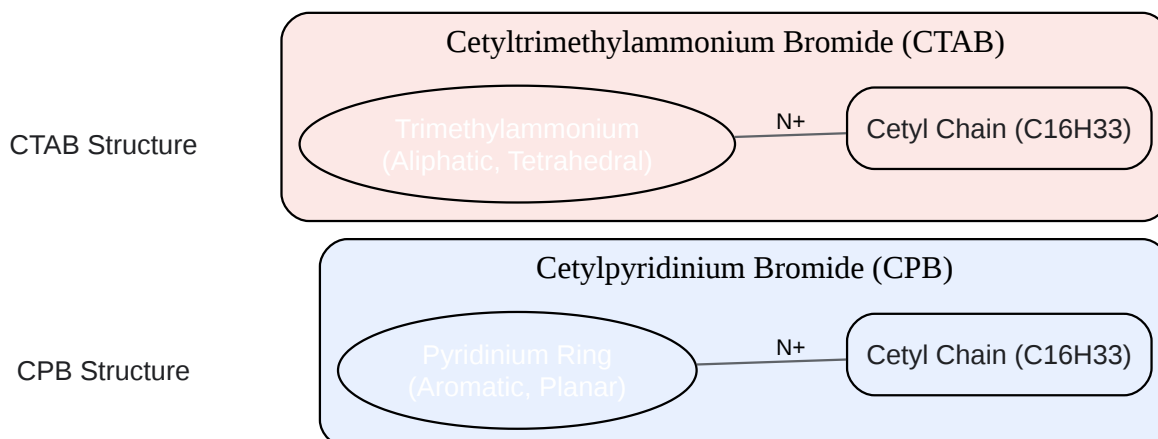 Cetyltrimethylammonium Bromide (CTAB)
CTAB Structure
Trimethylammonium
(Aliphatic, Tetrahedral)
N+
Cetyl Chain (C16H33)
Cetylpyridinium Bromide (CPB)
CPB Structure
Pyridinium Ring
(Aromatic, Planar)
N+
Cetyl Chain (C16H33)